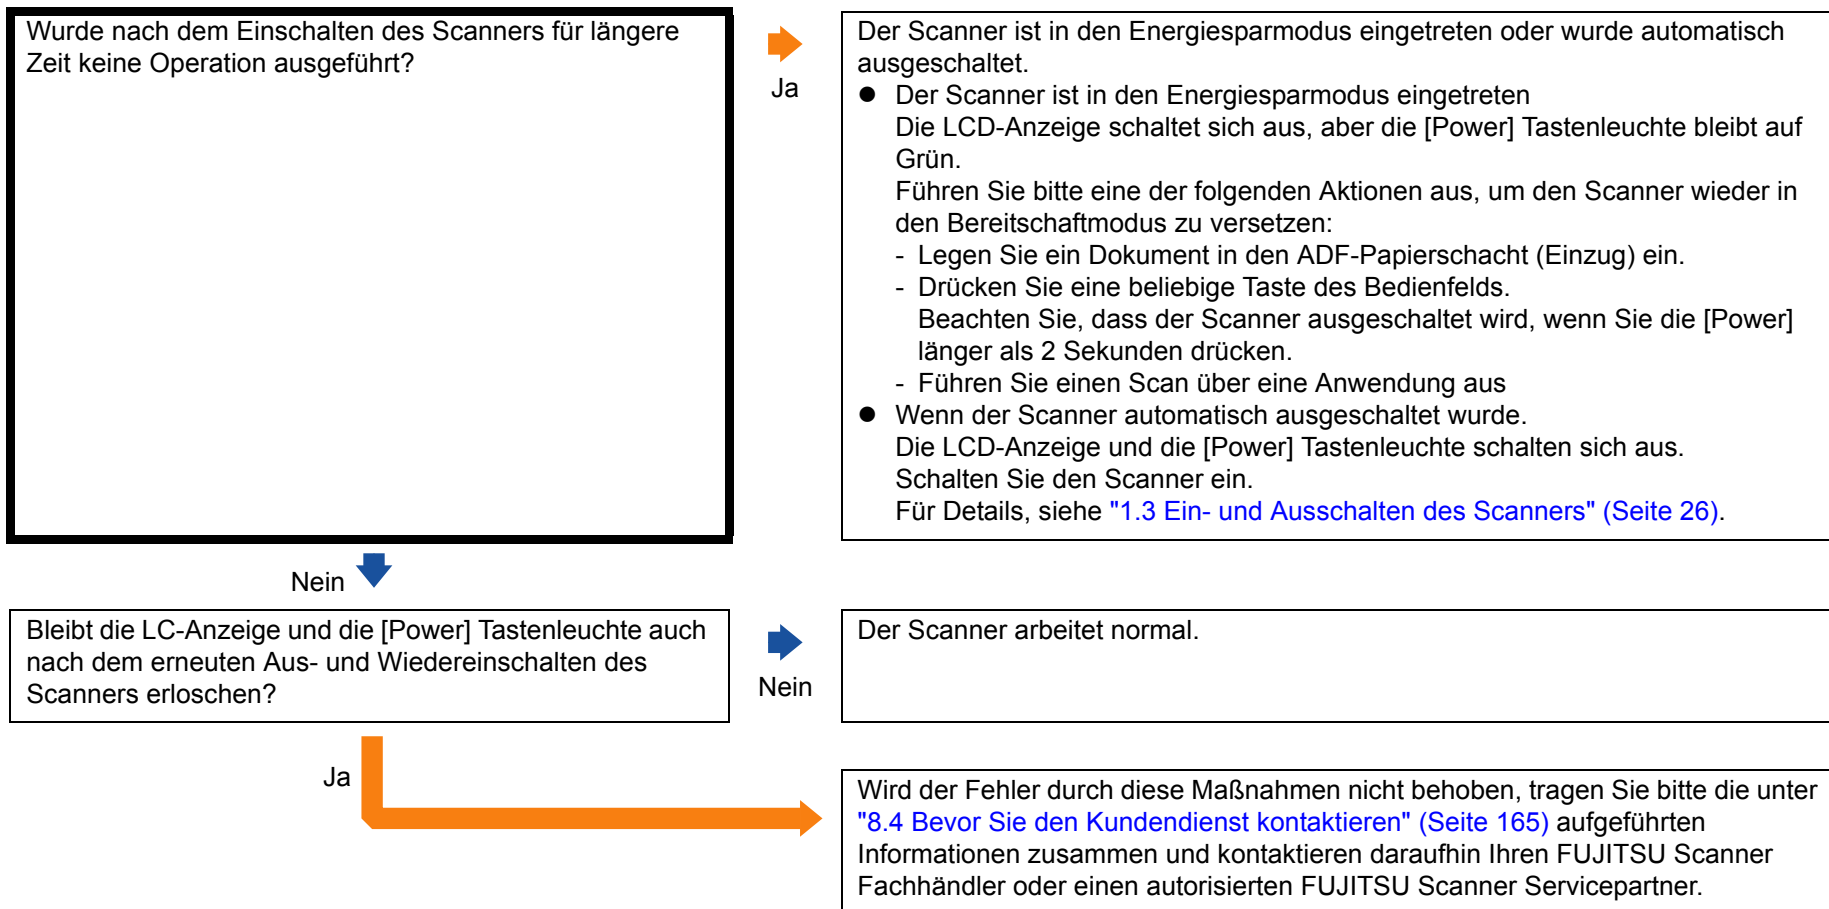 Wurde nach dem Einschalten des Scanners für längere
Zeit keine Operation ausgeführt?
Ja
Der Scanner ist in den Energiesparmodus eingetreten oder wurde automatisch
ausgeschaltet.
● Der Scanner ist in den Energiesparmodus eingetreten
Die LCD-Anzeige schaltet sich aus, aber die [Power] Tastenleuchte bleibt auf
Grün.
Führen Sie bitte eine der folgenden Aktionen aus, um den Scanner wieder in
den Bereitschaftmodus zu versetzen:
- Legen Sie ein Dokument in den ADF-Papierschacht (Einzug) ein.
- Drücken Sie eine beliebige Taste des Bedienfelds.
Beachten Sie, dass der Scanner ausgeschaltet wird, wenn Sie die [Power]
länger als 2 Sekunden drücken.
- Führen Sie einen Scan über eine Anwendung aus
● Wenn der Scanner automatisch ausgeschaltet wurde.
Die LCD-Anzeige und die [Power] Tastenleuchte schalten sich aus.
Schalten Sie den Scanner ein.
Für Details, siehe "1.3 Ein- und Ausschalten des Scanners" (Seite 26).
Nein
Bleibt die LC-Anzeige und die [Power] Tastenleuchte auch
nach dem erneuten Aus- und Wiedereinschalten des
Scanners erloschen?
Nein
Der Scanner arbeitet normal.
Ja
Wird der Fehler durch diese Maßnahmen nicht behoben, tragen Sie bitte die unter
"8.4 Bevor Sie den Kundendienst kontaktieren" (Seite 165) aufgeführten
Informationen zusammen und kontaktieren daraufhin Ihren FUJITSU Scanner
Fachhändler oder einen autorisierten FUJITSU Scanner Servicepartner.